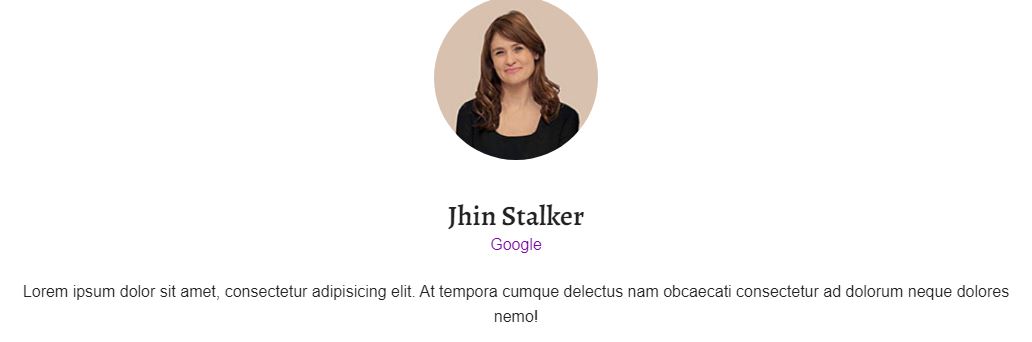 Jhin Stalker
Google
Lorem ipsum dolor sit amet, consectetur adipisicing elit. At tempora cumque delectus nam obcaecati consectetur ad dolorum neque dolores
nemo!